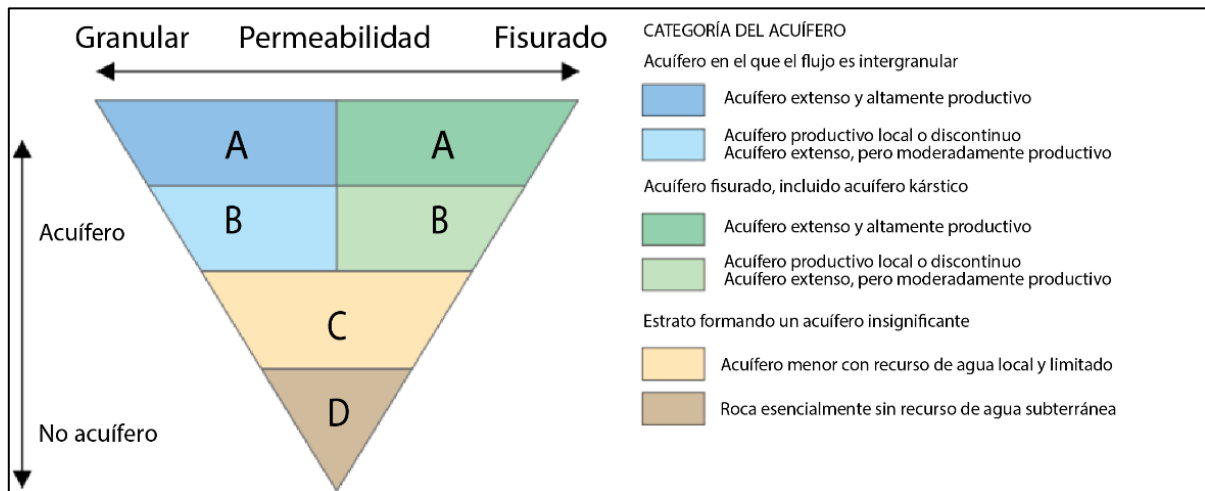 Granular Permeabilidad Fisurado
A A
B B
C
D
Acuífero
No acuífero
CATEGORÍA DEL ACUÍFERO
Acuífero en el que el flujo es intergranular
Acuífero extenso y altamente productivo
Acuífero productivo local o discontinuo
Acuífero extenso, pero moderadamente productivo
Acuífero fisurado, incluido acuífero kárstico
Acuífero extenso y altamente productivo
Acuífero productivo local o discontinuo
Acuífero extenso, pero moderadamente productivo
Estrato formando un acuífero insignificante
Acuífero menor con recurso de agua local y limitado
Roca esencialmente sin recurso de agua subterránea